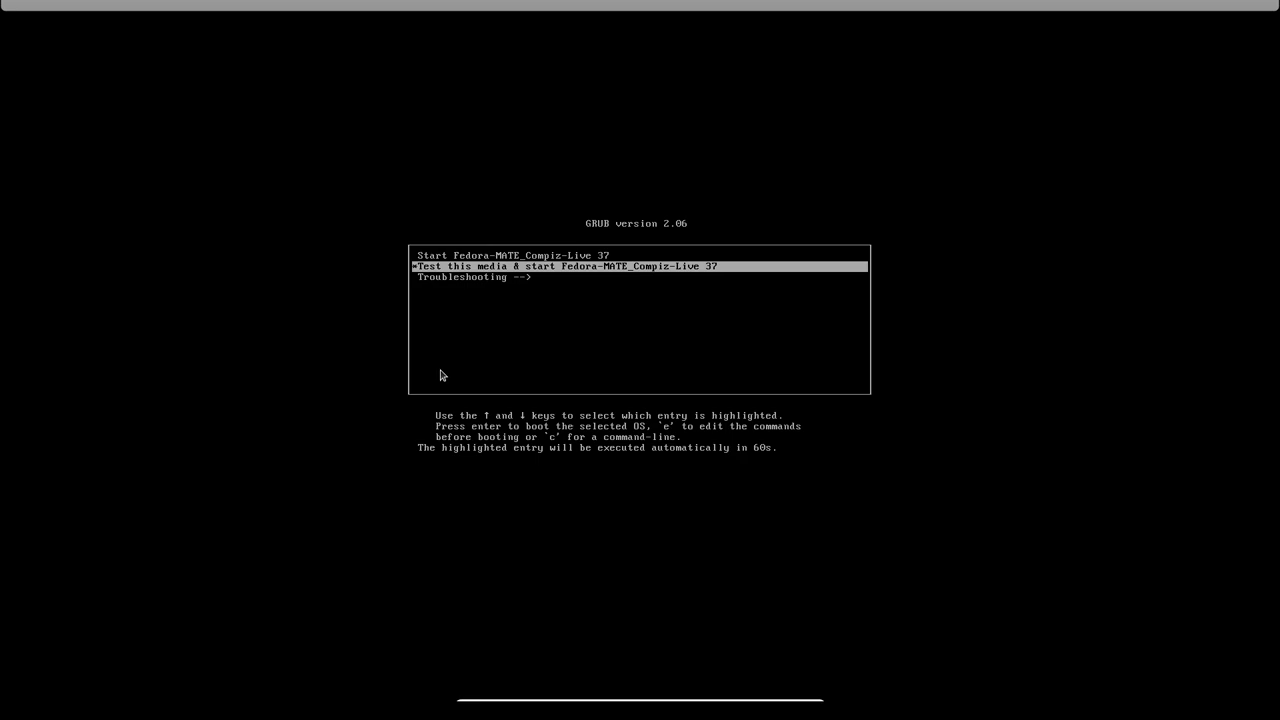 GRUB version 2.06
Start Fedora-MATE_Compiz-Live 37
*Test this media & start Fedora-MATE_Compiz-Live 37
Troubleshooting -->
Use the ↑ and ↓ keys to select which entry is highlighted.
Press enter to boot the selected OS, `e' to edit the commands
before booting or `c' for a command-line.
The highlighted entry will be executed automatically in 60s.